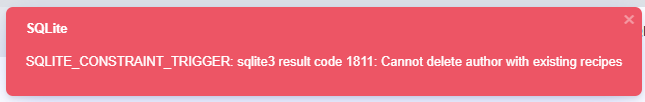 SQLite
SQLITE_CONSTRAINT_TRIGGER: sqlite3 result code 1811: Cannot delete author with existing recipes